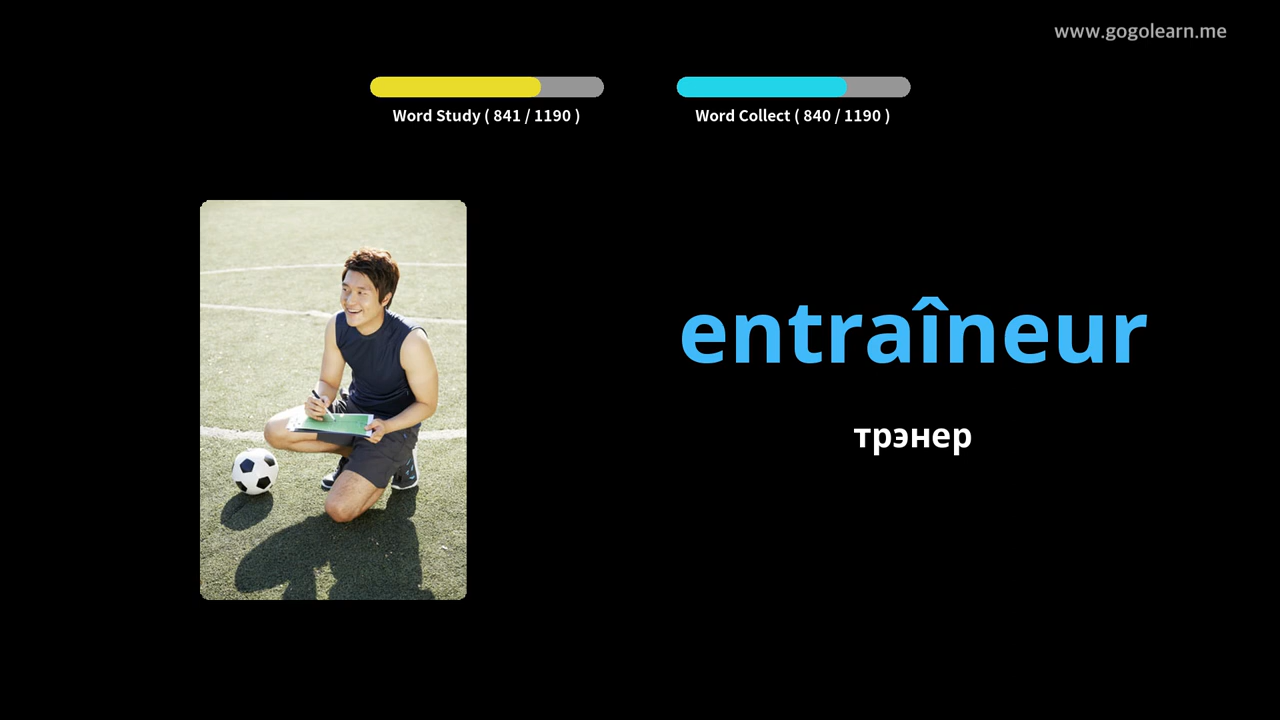 www.gogolearn.me
Word Study ( 841 / 1190 )
Word Collect ( 840 / 1190 )
entraîneur
трэнер